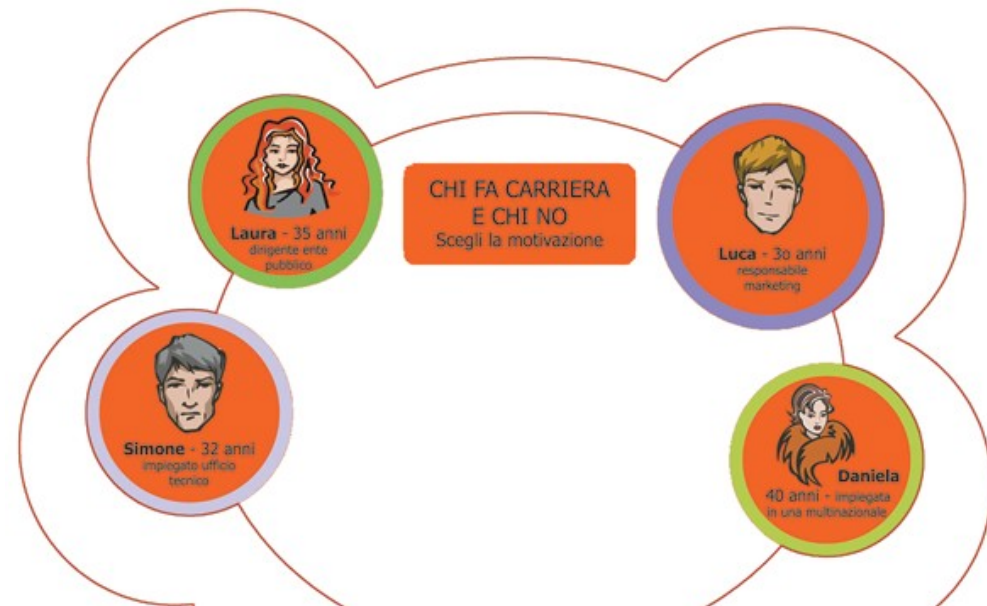 CHI FA CARRIERA
E CHI NO
Scegli la motivazione
Laura - 35 anni
dirigente ente
pubblico
Luca - 3o anni
responsabile
marketing
Simone - 32 anni
impiegato ufficio
tecnico
Daniela
40 anni - impiegata
in una multinazionale